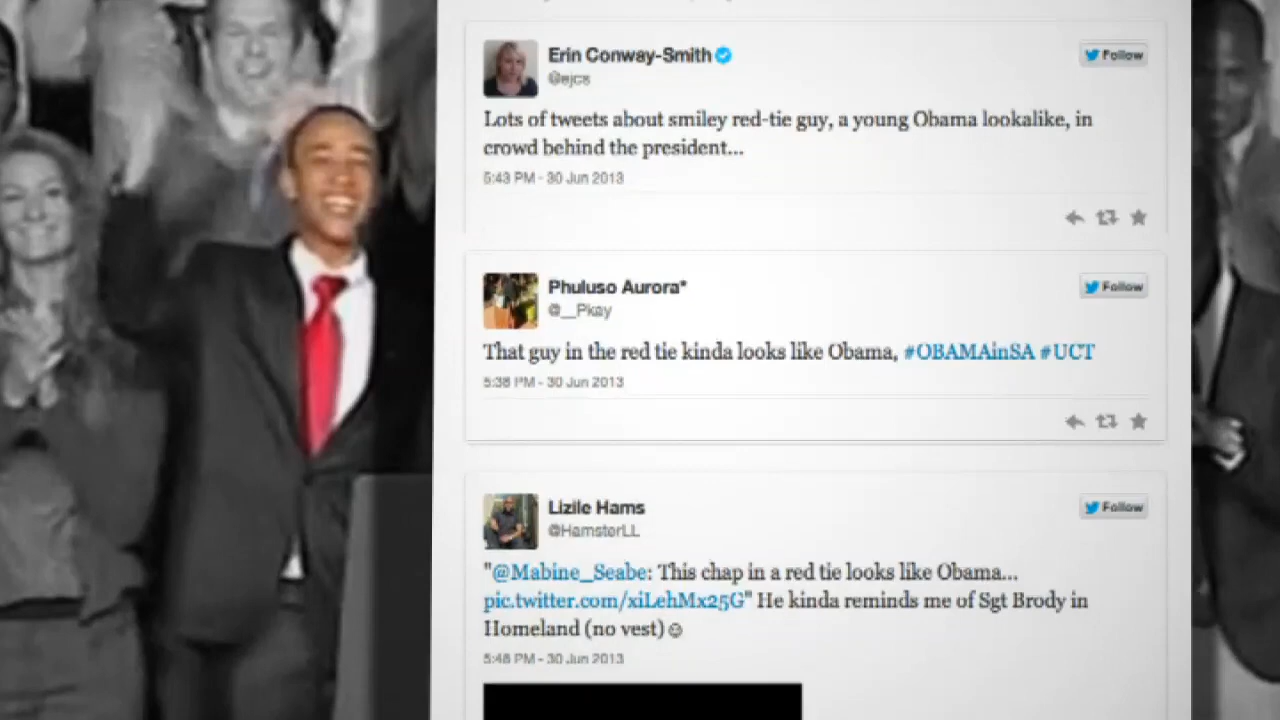 Erin Conway-Smith
Follow
@ejcs
Lots of tweets about smiley red-tie guy, a young Obama lookalike, in
crowd behind the president...
5:43 PM - 30 Jun 2013
Phuluso Aurora*
Follow
@__Pkay
That guy in the red tie kinda looks like Obama, #OBAMAinSA #UCT
5:38 PM - 30 Jun 2013
Lizile Hams
Follow
@HamsterLL
"@Mabine_Seabe: This chap in a red tie looks like Obama...
pic.twitter.com/xiLehMx25G" He kinda reminds me of Sgt Brody in
Homeland (no vest)☺
5:48 PM - 30 Jun 2013